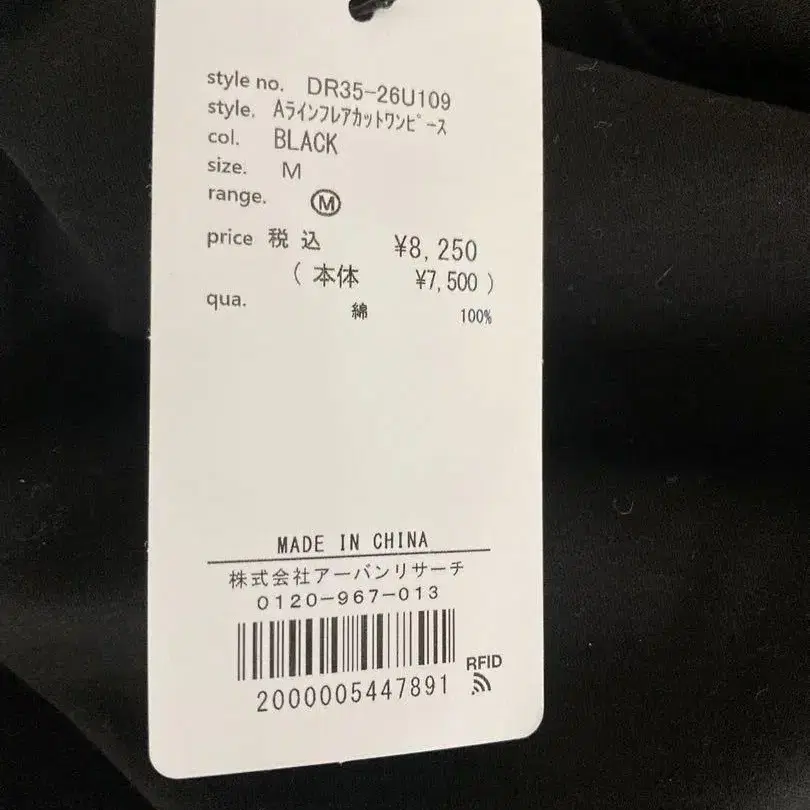 style no. DR35-26U109
style. Aラインフレアカットワンピース
col. BLACK
size. M
range. Ⓜ
price 税込 ¥8,250
( 本体 ¥7,500 )
qua. 綿 100%
MADE IN CHINA
株式会社アーバンリサーチ
0120-967-013
RFID
2000005447891